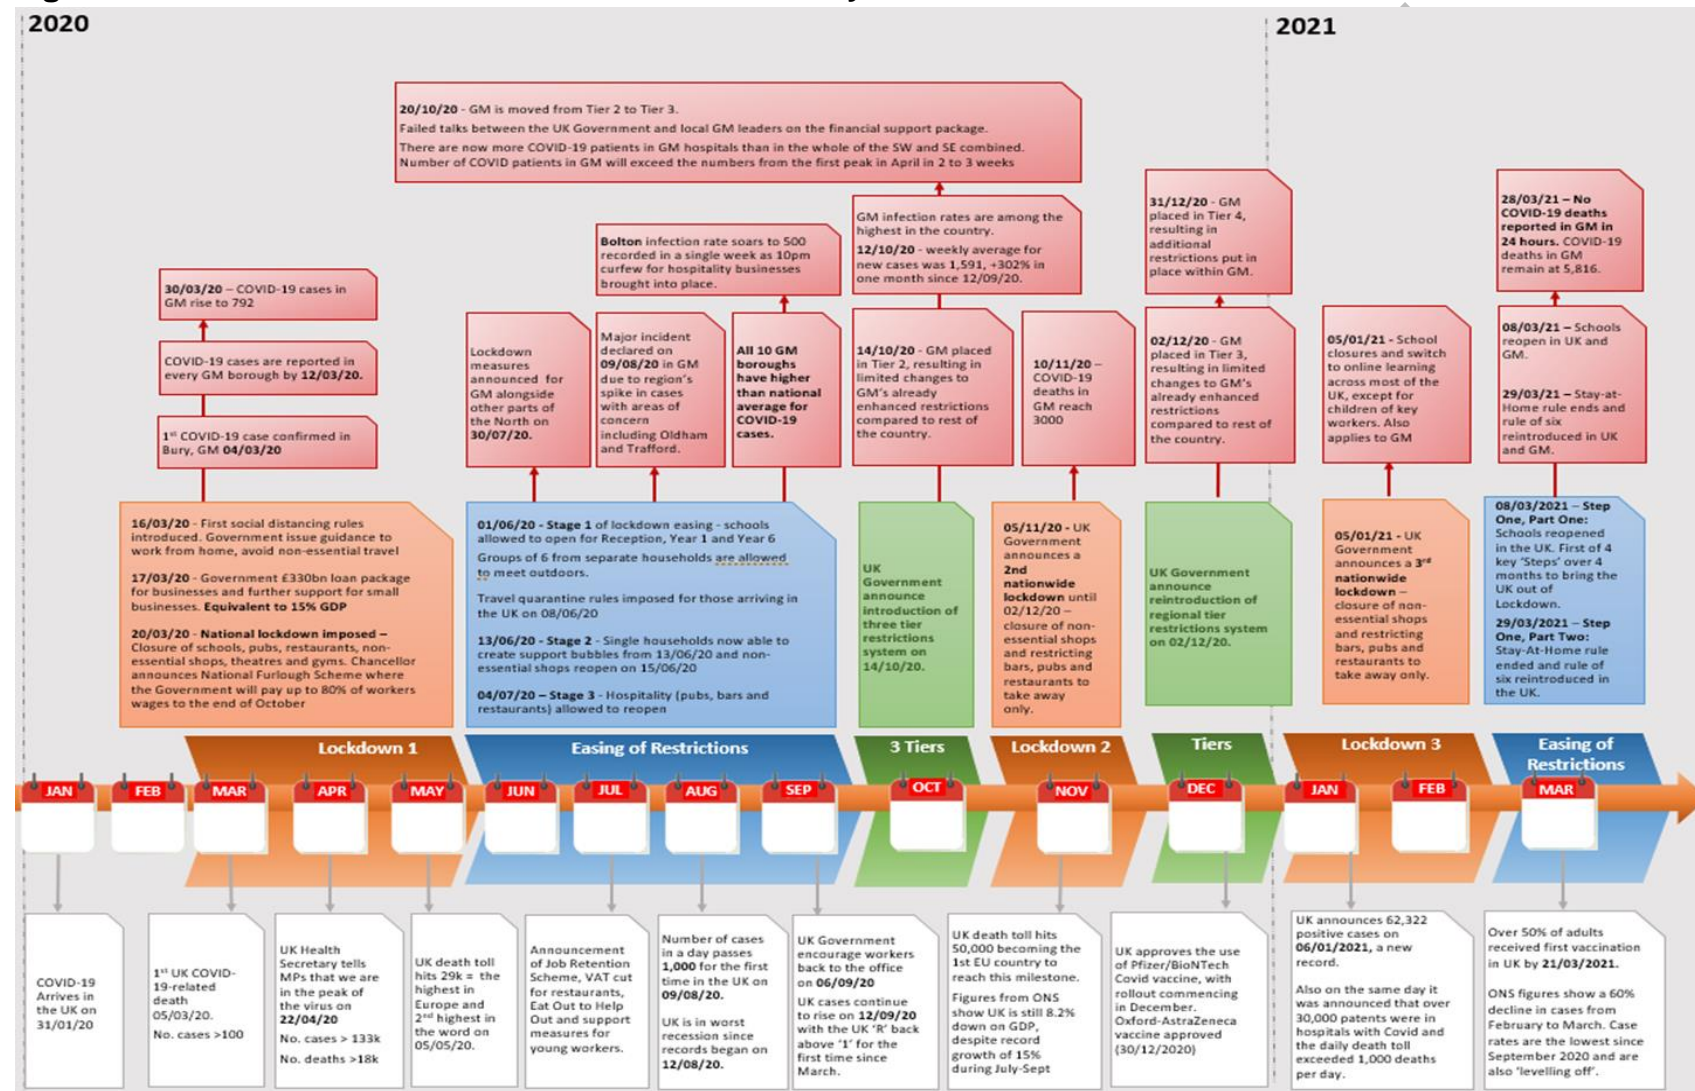 2020
2021
20/10/20 - GM is moved from Tier 2 to Tier 3.
Failed talks between the UK Government and local GM leaders on the financial support package.
There are now more COVID-19 patients in GM hospitals than in the whole of the SW and SE combined.
Number of COVID patients in GM will exceed the numbers from the first peak in April in 2 to 3 weeks
30/03/20 – COVID-19 cases in
GM rise to 792
COVID-19 cases are reported in
every GM borough by 12/03/20.
1st COVID-19 case confirmed in
Bury, GM 04/03/20
Lockdown
measures
announced for
GM alongside
other parts of
the North on
30/07/20.
Bolton infection rate soars to 500
recorded in a single week as 10pm
curfew for hospitality businesses
brought into place.
Major incident
declared on
09/08/20 in GM
due to region's
spike in cases
with areas of
concern
including Oldham
and Trafford.
All 10 GM
boroughs
have higher
than national
average for
COVID-19
cases.
GM infection rates are among the
highest in the country.
12/10/20 - weekly average for
new cases was 1,591, +302% in
one month since 12/09/20.
14/10/20 - GM placed
in Tier 2, resulting in
limited changes to
GM's already
enhanced restrictions
compared to rest of
the country.
10/11/20 –
COVID-19
deaths in
GM reach
3000
31/12/20 - GM
placed in Tier 4,
resulting in
additional
restrictions put in
place within GM.
02/12/20 - GM
placed in Tier 3,
resulting in limited
changes to GM's
already enhanced
restrictions
compared to rest of
the country.
05/01/21 - School
closures and switch
to online learning
across most of the
UK, except for
children of key
workers. Also
applies to GM
28/03/21 – No
COVID-19 deaths
reported in GM in
24 hours. COVID-19
deaths in GM
remain at 5,816.
08/03/21 – Schools
reopen in UK and
GM.
29/03/21 – Stay-at-
Home rule ends and
rule of six
reintroduced in UK
and GM.
16/03/20 - First social distancing rules
introduced. Government issue guidance to
work from home, avoid non-essential travel
17/03/20 - Government £330bn loan package
for businesses and further support for small
businesses. Equivalent to 15% GDP
20/03/20 - National lockdown imposed –
Closure of schools, pubs, restaurants, non-
essential shops, theatres and gyms. Chancellor
announces National Furlough Scheme where
the Government will pay up to 80% of workers
wages to the end of October
01/06/20 - Stage 1 of lockdown easing - schools
allowed to open for Reception, Year 1 and Year 6
Groups of 6 from separate households are allowed
to meet outdoors.
Travel quarantine rules imposed for those arriving in
the UK on 08/06/20
13/06/20 - Stage 2 - Single households now able to
create support bubbles from 13/06/20 and non-
essential shops reopen on 15/06/20
04/07/20 – Stage 3 - Hospitality (pubs, bars and
restaurants) allowed to reopen
UK
Government
announce
introduction of
three tier
restrictions
system on
14/10/20.
05/11/20 - UK
Government
announces a
2nd
nationwide
lockdown until
02/12/20 –
closure of non-
essential shops
and restricting
bars, pubs and
restaurants to
take away
only.
UK Government
announce
reintroduction of
regional tier
restrictions system
on 02/12/20.
05/01/21 - UK
Government
announces a 3rd
nationwide
lockdown –
closure of non-
essential shops
and restricting
bars, pubs and
restaurants to
take away only.
08/03/2021 – Step
One, Part One:
Schools reopened
in the UK. First of 4
key 'Steps' over 4
months to bring the
UK out of
Lockdown.
29/03/2021 – Step
One, Part Two:
Stay-At-Home rule
ended and rule of
six reintroduced in
the UK.
Lockdown 1
Easing of Restrictions
3 Tiers
Lockdown 2
Tiers
Lockdown 3
Easing of
Restrictions
JAN
FEB
MAR
APR
MAY
JUN
JUL
AUG
SEP
OCT
NOV
DEC
JAN
FEB
MAR
COVID-19
Arrives in
the UK on
31/01/20
1st UK COVID-
19-related
death
05/03/20.
No. cases >100
UK Health
Secretary tells
MPs that we are
in the peak of
the virus on
22/04/20
No. cases > 133k
No. deaths >18k
UK death toll
hits 29k = the
highest in
Europe and
2nd highest in
the word on
05/05/20.
Announcement
of Job Retention
Scheme, VAT cut
for restaurants,
Eat Out to Help
Out and support
measures for
young workers.
Number of cases
in a day passes
1,000 for the first
time in the UK on
09/08/20.
UK is in worst
recession since
records began on
12/08/20.
UK Government
encourage workers
back to the office
on 06/09/20
UK cases continue
to rise on 12/09/20
with the UK 'R' back
above '1' for the
first time since
March.
UK death toll hits
50,000 becoming the
1st EU country to
reach this milestone.
Figures from ONS
show UK is still 8.2%
down on GDP,
despite record
growth of 15%
during July-Sept
UK approves the use
of Pfizer/BioNTech
Covid vaccine, with
rollout commencing
in December.
Oxford-AstraZeneca
vaccine approved
(30/12/2020)
UK announces 62,322
positive cases on
06/01/2021, a new
record.
Also on the same day it
was announced that over
30,000 patents were in
hospitals with Covid and
the daily death toll
exceeded 1,000 deaths
per day.
Over 50% of adults
received first vaccination
in UK by 21/03/2021.
ONS figures show a 60%
decline in cases from
February to March. Case
rates are the lowest since
September 2020 and are
also 'levelling off'.